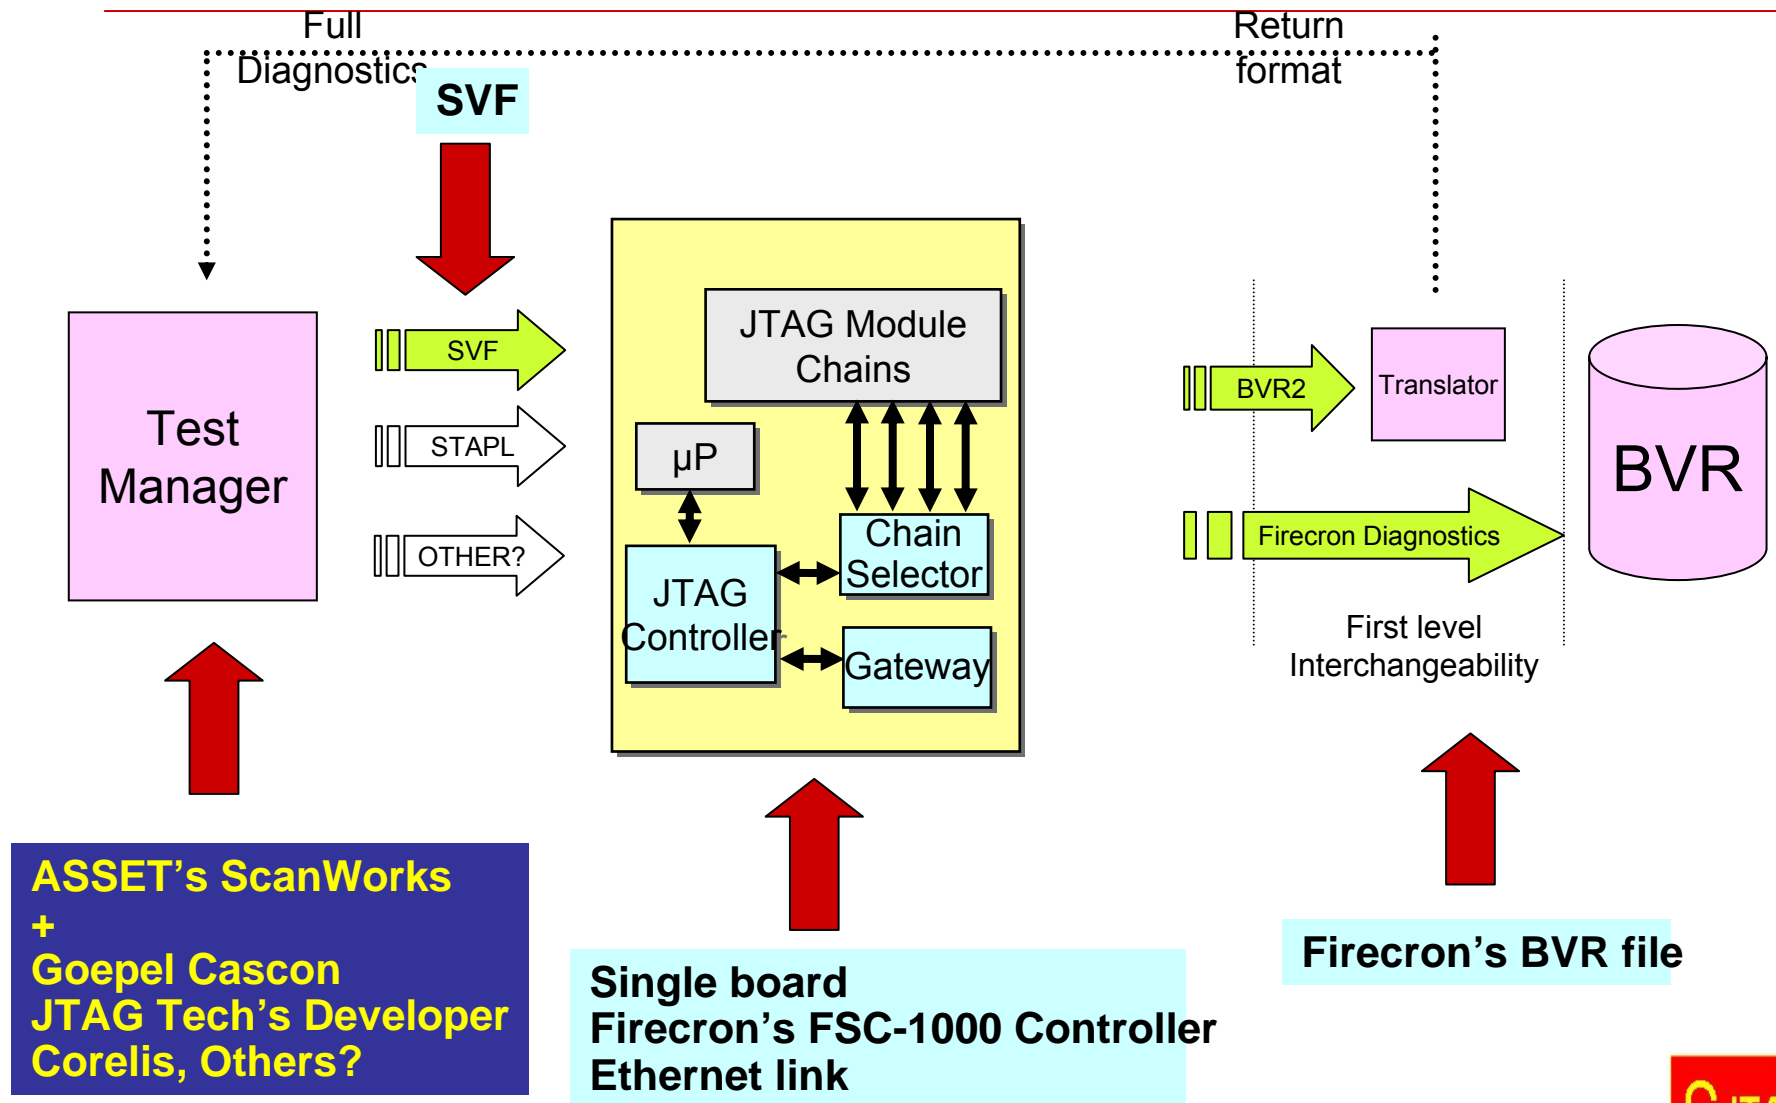 Full
Diagnostics
Return
format
SVF
SVF
STAPL
OTHER?
Test
Manager
JTAG Module
Chains
µP
Chain
Selector
JTAG
Controller
Gateway
BVR2
Translator
Firecron Diagnostics
BVR
First level
Interchangeability
ASSET’s ScanWorks
+
Goepel Cascon
JTAG Tech’s Developer
Corelis, Others?
Single board
Firecron’s FSC-1000 Controller
Ethernet link
Firecron’s BVR file